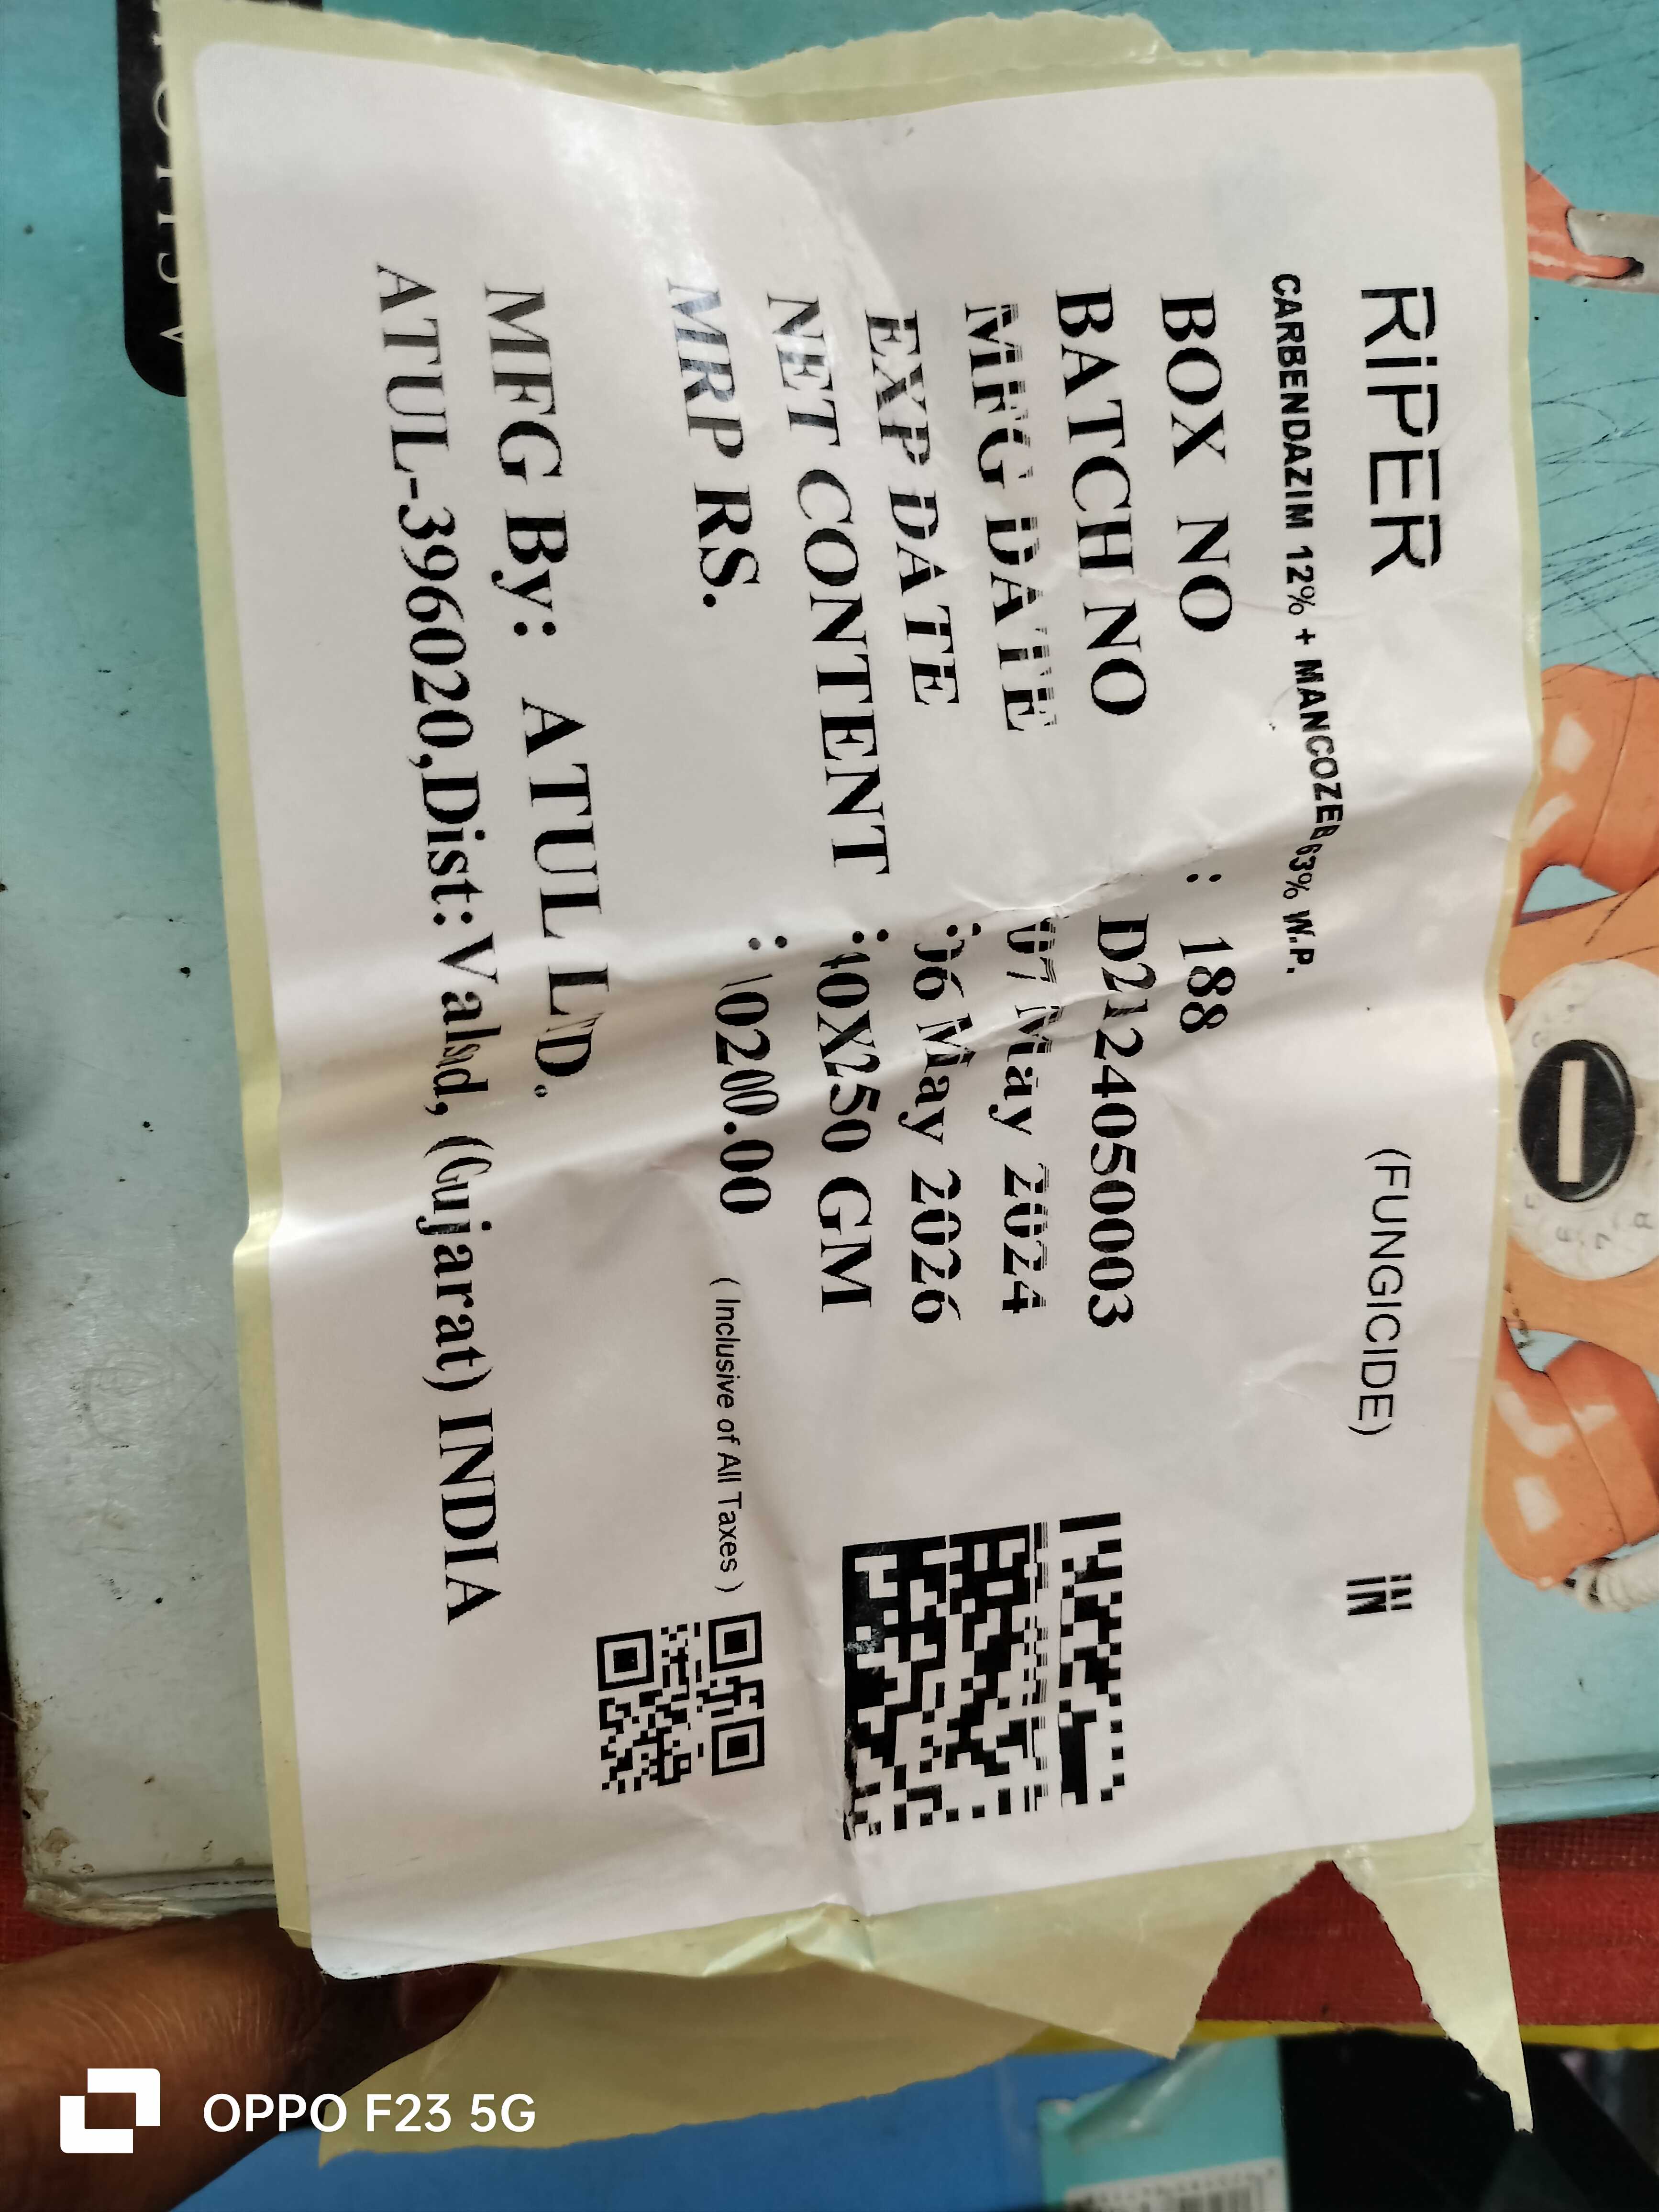 RiPER (FUNGICIDE) iN
CARBENDAZIM 12% + MANCOZEB 63% W.P.
BOX NO : 188
BATCH NO D2124050003
MFG DATE 07 May 2024
EXP DATE : 06 May 2026
NET CONTENT : 40X250 GM
MRP RS. : 10200.00 ( Inclusive of All Taxes )
MFG By: ATUL LTD.
ATUL-396020,Dist:Valsad, (Gujarat) INDIA
OPPO F23 5G